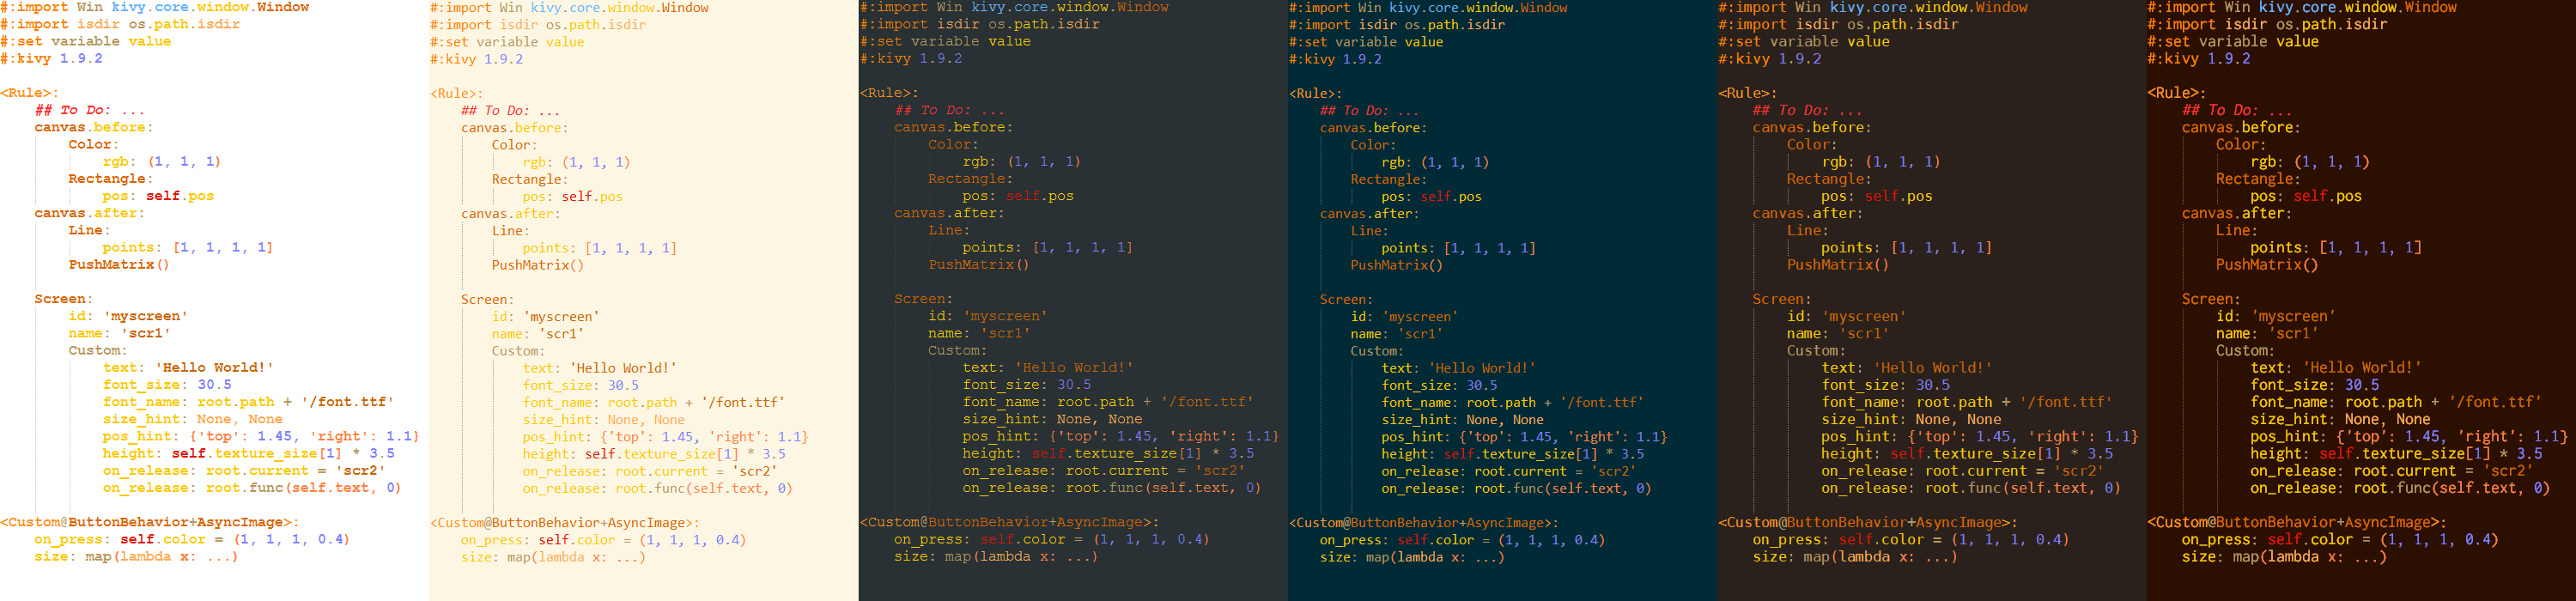 #:import Win kivy.core.window.Window
#:import isdir os.path.isdir
#:set variable value
#:kivy 1.9.2
<Rule>:
## To Do: ...
canvas.before:
Color:
rgb: (1, 1, 1)
Rectangle:
pos: self.pos
canvas.after:
Line:
points: [1, 1, 1, 1]
PushMatrix()
Screen:
id: 'myscreen'
name: 'scr1'
Custom:
text: 'Hello World!'
font_size: 30.5
font_name: root.path + '/font.ttf'
size_hint: None, None
pos_hint: {'top': 1.45, 'right': 1.1}
height: self.texture_size[1] * 3.5
on_release: root.current = 'scr2'
on_release: root.func(self.text, 0)
<Custom@ButtonBehavior+AsyncImage>:
on_press: self.color = (1, 1, 1, 0.4)
size: map(lambda x: ...)
#:import Win kivy.core.window.Window
#:import isdir os.path.isdir
#:set variable value
#:kivy 1.9.2
<Rule>:
## To Do: ...
canvas.before:
Color:
rgb: (1, 1, 1)
Rectangle:
pos: self.pos
canvas.after:
Line:
points: [1, 1, 1, 1]
PushMatrix()
Screen:
id: 'myscreen'
name: 'scr1'
Custom:
text: 'Hello World!'
font_size: 30.5
font_name: root.path + '/font.ttf'
size_hint: None, None
pos_hint: {'top': 1.45, 'right': 1.1}
height: self.texture_size[1] * 3.5
on_release: root.current = 'scr2'
on_release: root.func(self.text, 0)
<Custom@ButtonBehavior+AsyncImage>:
on_press: self.color = (1, 1, 1, 0.4)
size: map(lambda x: ...)
#:import Win kivy.core.window.Window
#:import isdir os.path.isdir
#:set variable value
#:kivy 1.9.2
<Rule>:
## To Do: ...
canvas.before:
Color:
rgb: (1, 1, 1)
Rectangle:
pos: self.pos
canvas.after:
Line:
points: [1, 1, 1, 1]
PushMatrix()
Screen:
id: 'myscreen'
name: 'scr1'
Custom:
text: 'Hello World!'
font_size: 30.5
font_name: root.path + '/font.ttf'
size_hint: None, None
pos_hint: {'top': 1.45, 'right': 1.1}
height: self.texture_size[1] * 3.5
on_release: root.current = 'scr2'
on_release: root.func(self.text, 0)
<Custom@ButtonBehavior+AsyncImage>:
on_press: self.color = (1, 1, 1, 0.4)
size: map(lambda x: ...)
#:import Win kivy.core.window.Window
#:import isdir os.path.isdir
#:set variable value
#:kivy 1.9.2
<Rule>:
## To Do: ...
canvas.before:
Color:
rgb: (1, 1, 1)
Rectangle:
pos: self.pos
canvas.after:
Line:
points: [1, 1, 1, 1]
PushMatrix()
Screen:
id: 'myscreen'
name: 'scr1'
Custom:
text: 'Hello World!'
font_size: 30.5
font_name: root.path + '/font.ttf'
size_hint: None, None
pos_hint: {'top': 1.45, 'right': 1.1}
height: self.texture_size[1] * 3.5
on_release: root.current = 'scr2'
on_release: root.func(self.text, 0)
<Custom@ButtonBehavior+AsyncImage>:
on_press: self.color = (1, 1, 1, 0.4)
size: map(lambda x: ...)
#:import Win kivy.core.window.Window
#:import isdir os.path.isdir
#:set variable value
#:kivy 1.9.2
<Rule>:
## To Do: ...
canvas.before:
Color:
rgb: (1, 1, 1)
Rectangle:
pos: self.pos
canvas.after:
Line:
points: [1, 1, 1, 1]
PushMatrix()
Screen:
id: 'myscreen'
name: 'scr1'
Custom:
text: 'Hello World!'
font_size: 30.5
font_name: root.path + '/font.ttf'
size_hint: None, None
pos_hint: {'top': 1.45, 'right': 1.1}
height: self.texture_size[1] * 3.5
on_release: root.current = 'scr2'
on_release: root.func(self.text, 0)
<Custom@ButtonBehavior+AsyncImage>:
on_press: self.color = (1, 1, 1, 0.4)
size: map(lambda x: ...)
#:import Win kivy.core.window.Window
#:import isdir os.path.isdir
#:set variable value
#:kivy 1.9.2
<Rule>:
## To Do: ...
canvas.before:
Color:
rgb: (1, 1, 1)
Rectangle:
pos: self.pos
canvas.after:
Line:
points: [1, 1, 1, 1]
PushMatrix()
Screen:
id: 'myscreen'
name: 'scr1'
Custom:
text: 'Hello World!'
font_size: 30.5
font_name: root.path + '/font.ttf'
size_hint: None, None
pos_hint: {'top': 1.45, 'right': 1.1}
height: self.texture_size[1] * 3.5
on_release: root.current = 'scr2'
on_release: root.func(self.text, 0)
<Custom@ButtonBehavior+AsyncImage>:
on_press: self.color = (1, 1, 1, 0.4)
size: map(lambda x: ...)